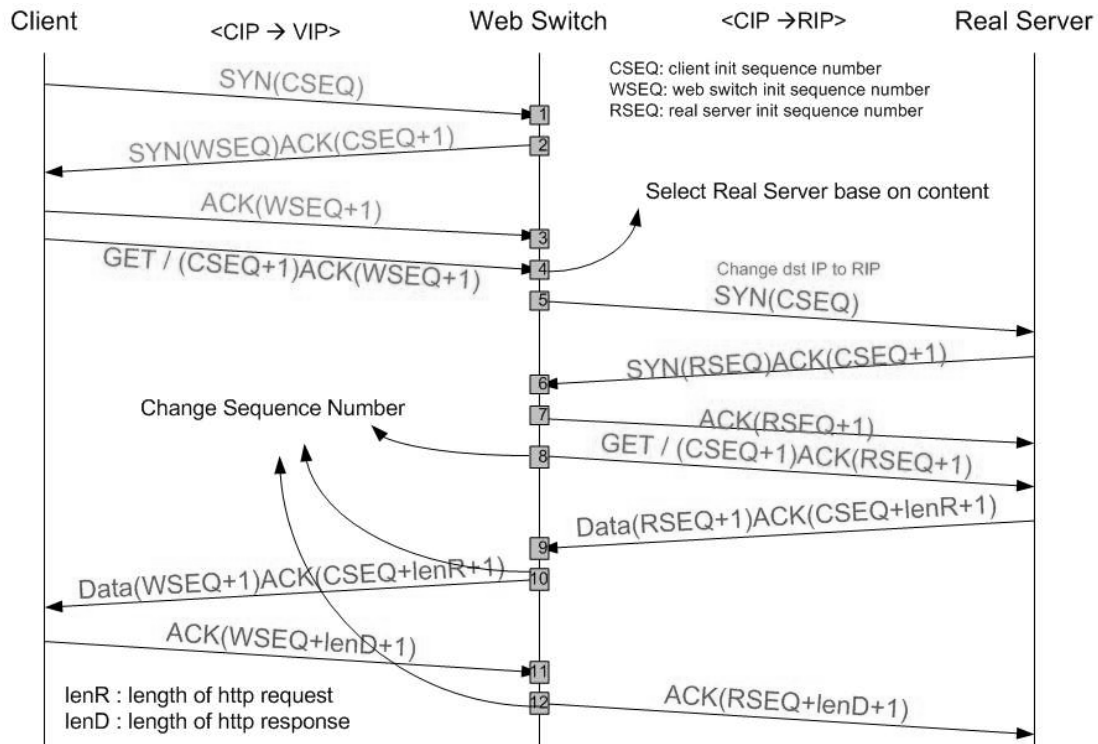 Client
<CIP → VIP>
Web Switch
<CIP →RIP>
Real Server
CSEQ: client init sequence number
WSEQ: web switch init sequence number
RSEQ: real server init sequence number
SYN(CSEQ)
1
SYN(WSEQ)ACK(CSEQ+1)
2
Select Real Server base on content
ACK(WSEQ+1)
3
GET / (CSEQ+1)ACK(WSEQ+1)
4
Change dst IP to RIP
5
SYN(CSEQ)
SYN(RSEQ)ACK(CSEQ+1)
6
Change Sequence Number
7
ACK(RSEQ+1)
8
GET / (CSEQ+1)ACK(RSEQ+1)
Data(RSEQ+1)ACK(CSEQ+lenR+1)
9
Data(WSEQ+1)ACK(CSEQ+lenR+1)
10
ACK(WSEQ+lenD+1)
11
lenR : length of http request
lenD : length of http response
12
ACK(RSEQ+lenD+1)